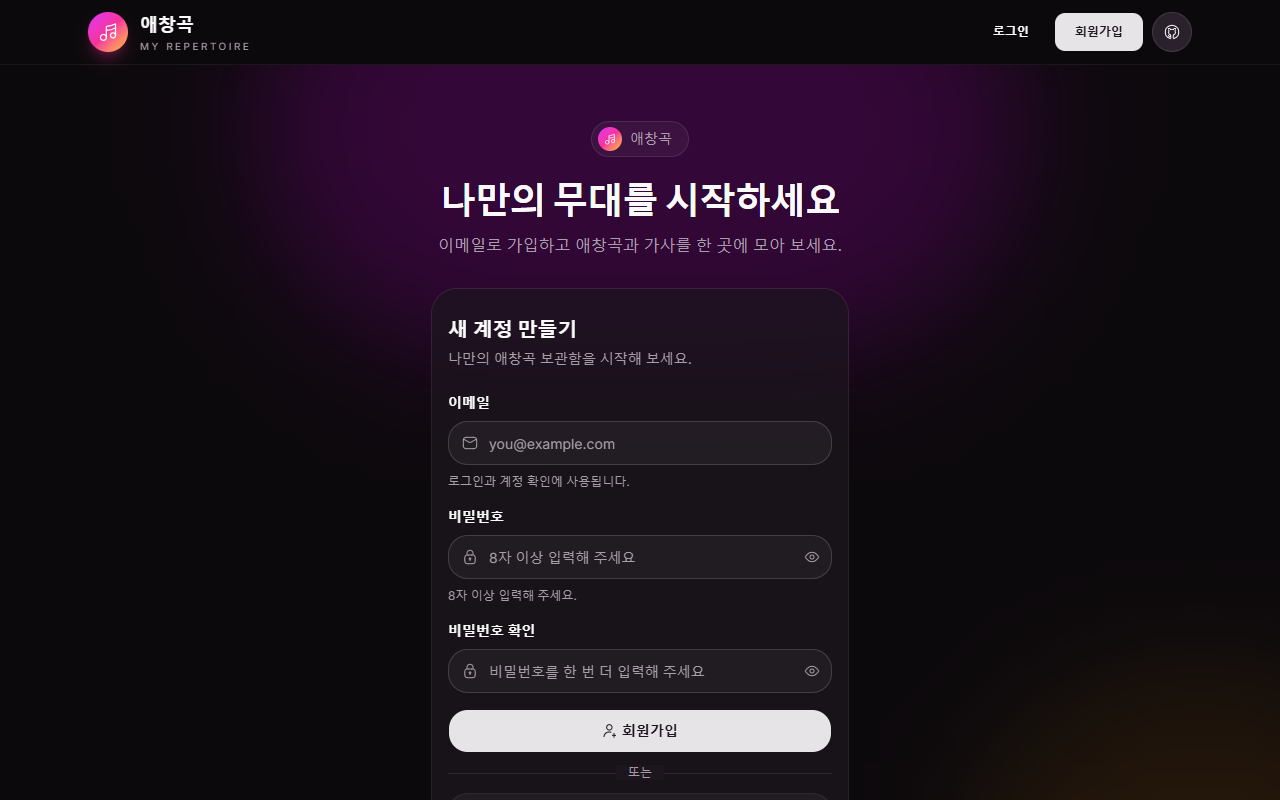 애창곡
MY REPERTOIRE
로그인
회원가입
애창곡
나만의 무대를 시작하세요
이메일로 가입하고 애창곡과 가사를 한 곳에 모아 보세요.
새 계정 만들기
나만의 애창곡 보관함을 시작해 보세요.
이메일
you@example.com
로그인과 계정 확인에 사용됩니다.
비밀번호
8자 이상 입력해 주세요
8자 이상 입력해 주세요.
비밀번호 확인
비밀번호를 한 번 더 입력해 주세요
회원가입
또는